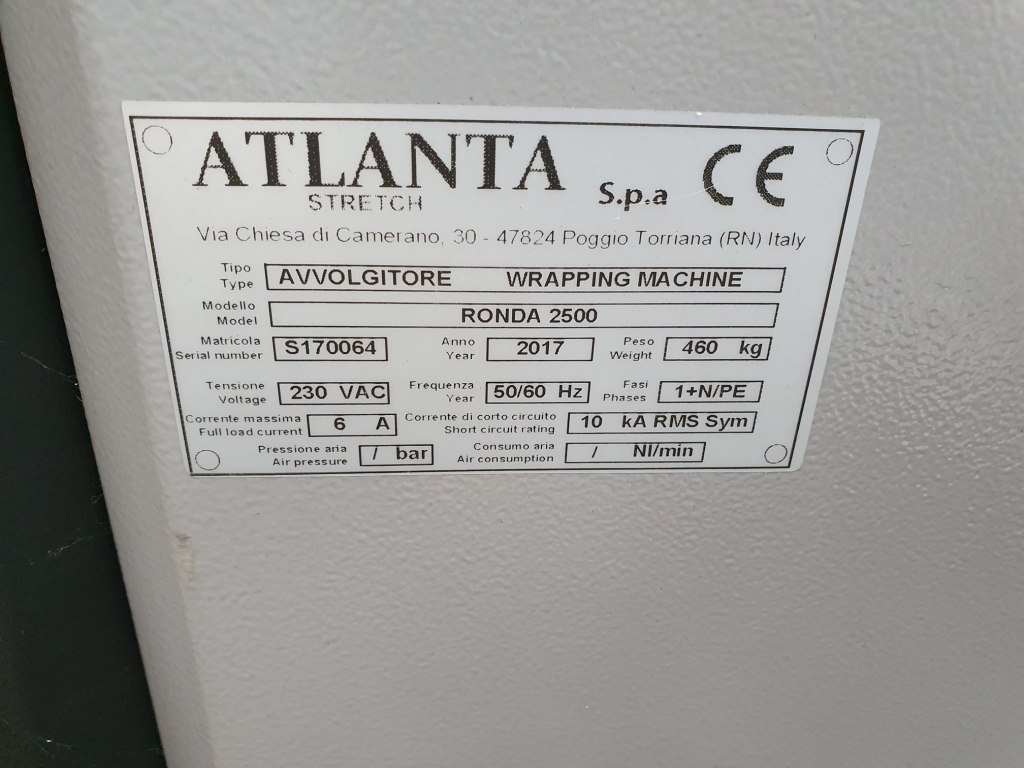 ATLANTA
STRETCH
S.p.a CE
Via Chiesa di Camerano, 30 - 47824 Poggio Torriana (RN) Italy
Tipo
Type
AVVOLGITORE WRAPPING MACHINE
Modello
Model
RONDA 2500
Matricola
Serial number
S170064
Anno
Year
2017
Peso
Weight
460 kg
Tensione
Voltage
230 VAC
Frequenza
Year
50/60 Hz
Fasi
Phases
1+N/PE
Corrente massima
Full load current
6 A
Corrente di corto circuito
Short circuit rating
10 kA RMS Sym
Pressione aria
Air pressure
/ bar
Consumo aria
Air consumption
/ Nl/min